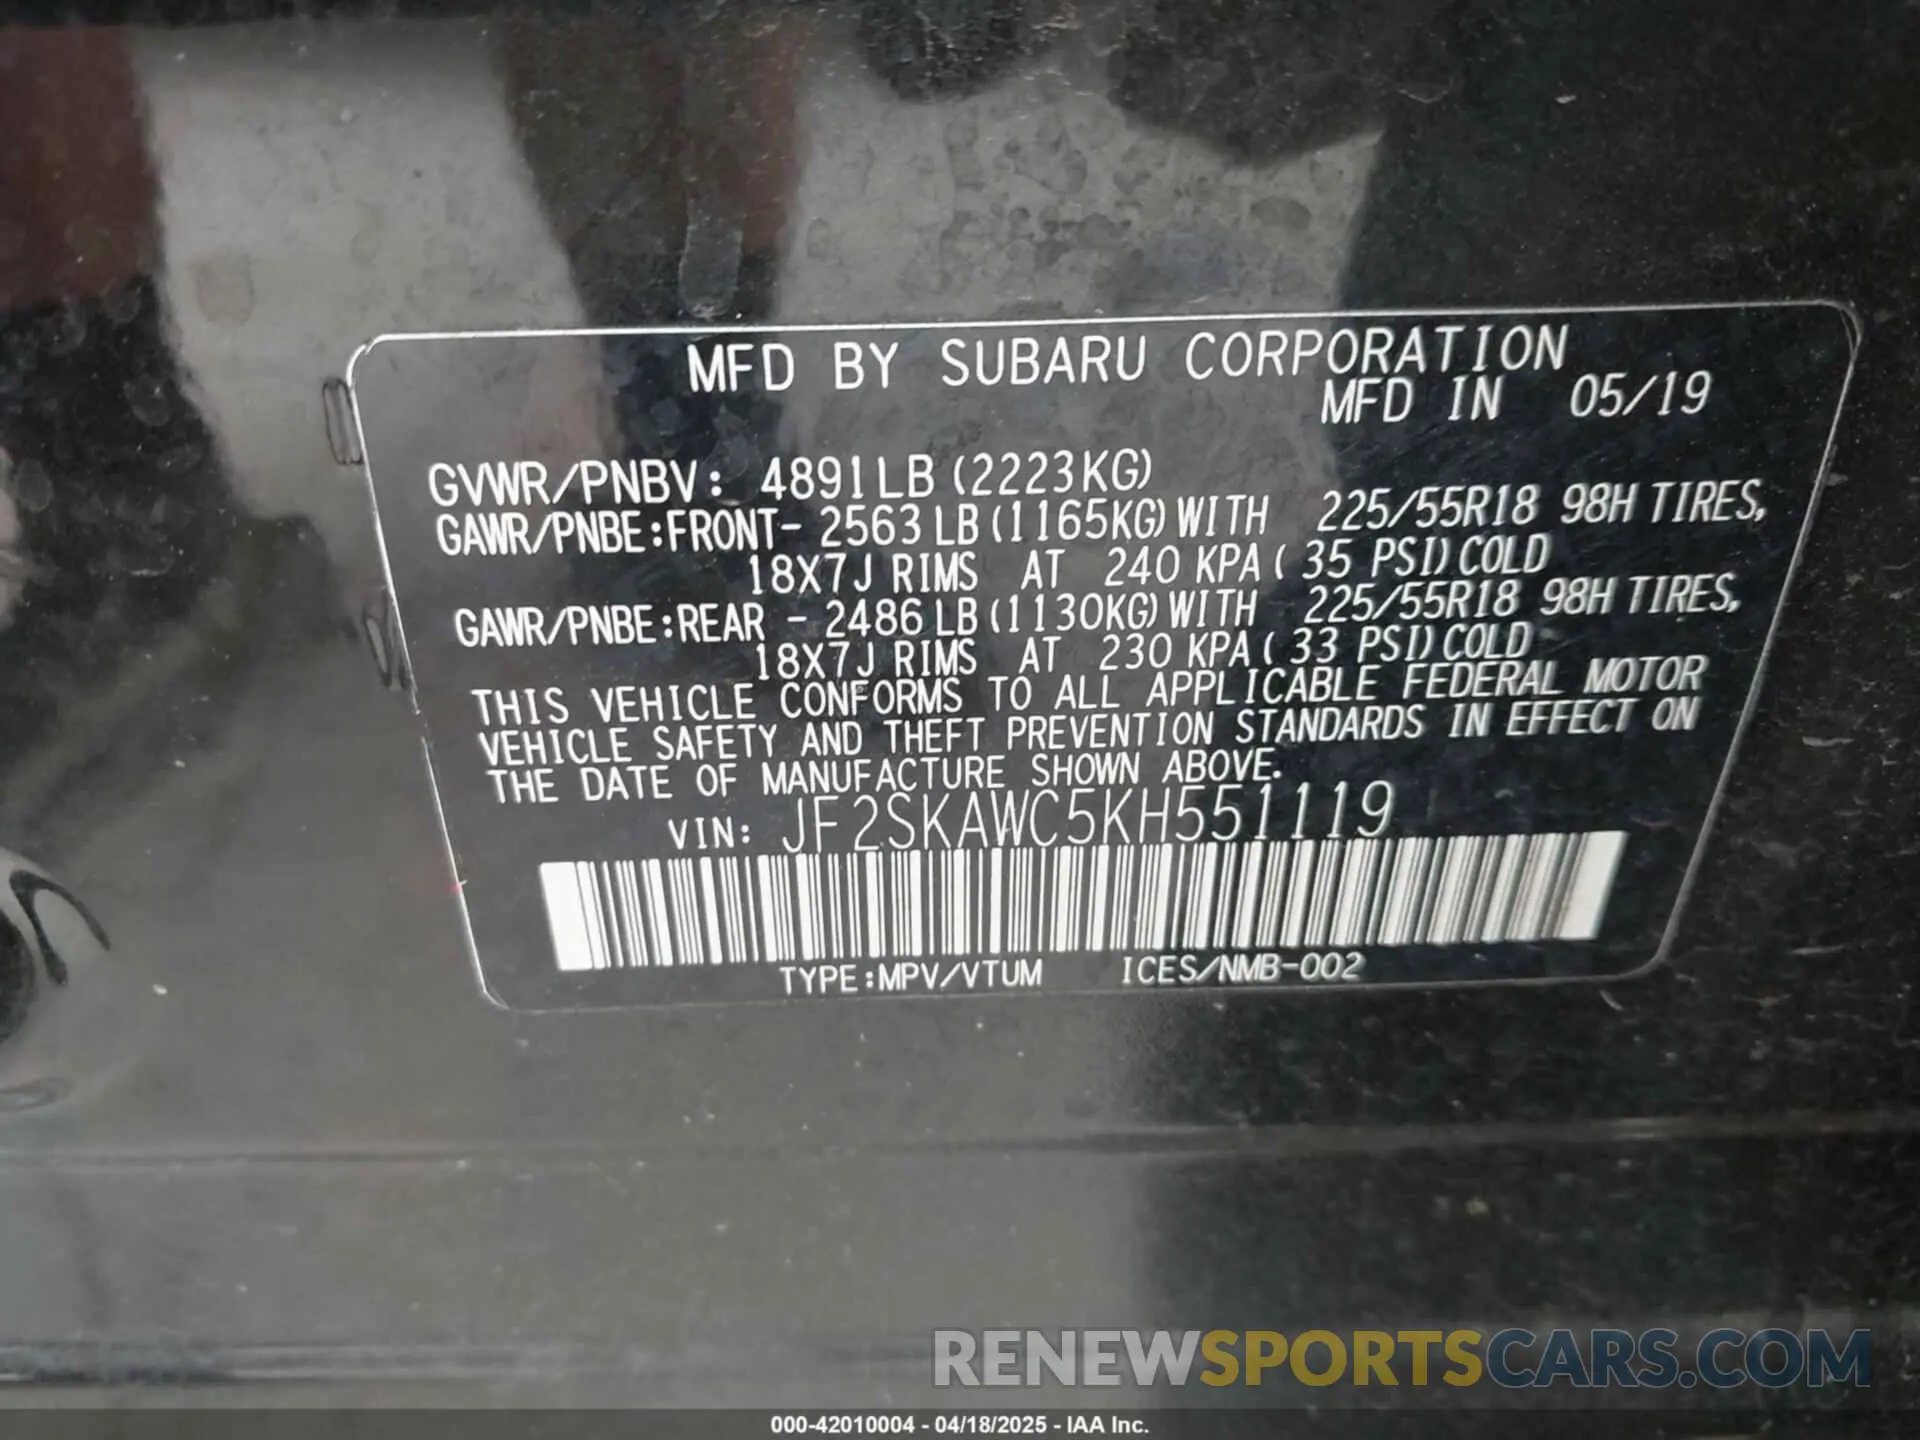 MFD BY SUBARU CORPORATION
MFD IN 05/19
GVWR/PNBV: 4891LB (2223KG)
GAWR/PNBE:FRONT- 2563 LB (1165KG) WITH 225/55R18 98H TIRES,
18X7J RIMS AT 240 KPA ( 35 PSI) COLD
GAWR/PNBE:REAR - 2486 LB (1130KG) WITH 225/55R18 98H TIRES,
18X7J RIMS AT 230 KPA ( 33 PSI) COLD
THIS VEHICLE CONFORMS TO ALL APPLICABLE FEDERAL MOTOR
VEHICLE SAFETY AND THEFT PREVENTION STANDARDS IN EFFECT ON
THE DATE OF MANUFACTURE SHOWN ABOVE.
VIN: JF2SKAWC5KH551119
TYPE:MPV/VTUM ICES/NMB-002
RENEWSPORTSCARS.COM
000-42010004 - 04/18/2025 - IAA Inc.